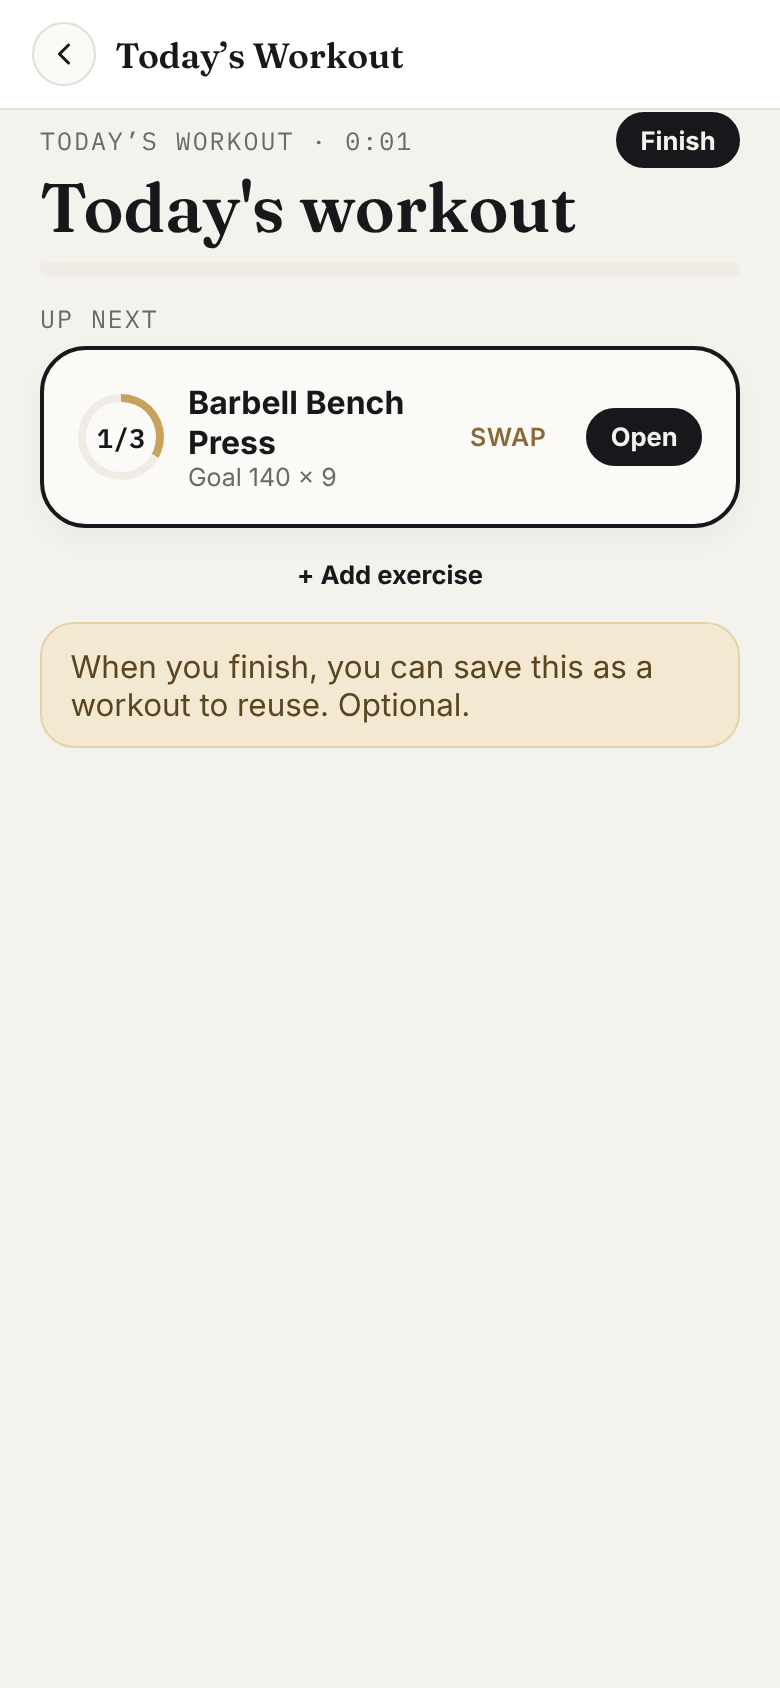 Today’s Workout
TODAY’S WORKOUT · 0:01
Finish
Today's workout
UP NEXT
1/3
Barbell Bench
Press
Goal 140 × 9
SWAP
Open
+ Add exercise
When you finish, you can save this as a
workout to reuse. Optional.